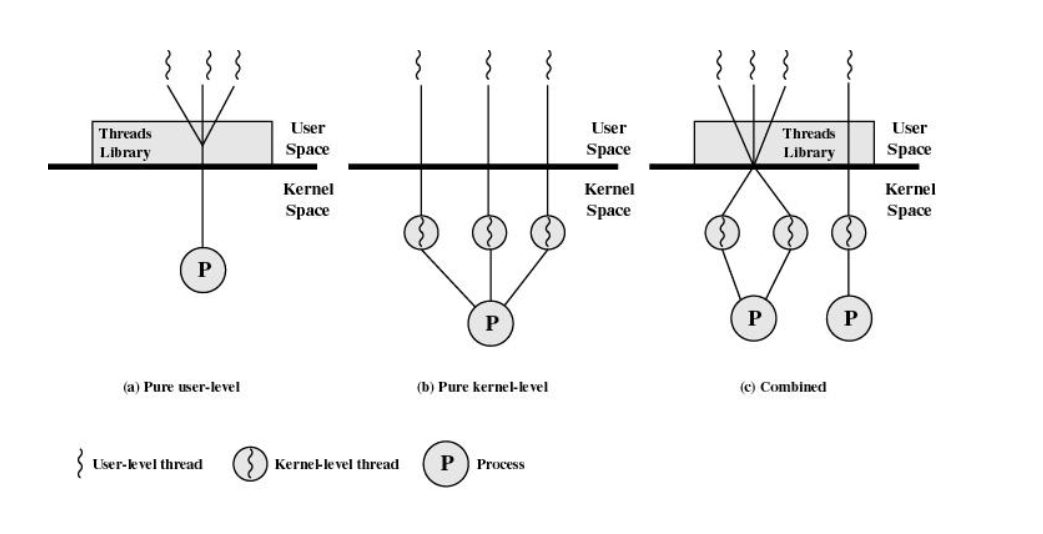 Threads
Library
User
Space
Kernel
Space
P
(a) Pure user-level
User
Space
Kernel
Space
P
(b) Pure kernel-level
Threads
Library
User
Space
Kernel
Space
P
P
(c) Combined
User-level thread
Kernel-level thread
P
Process